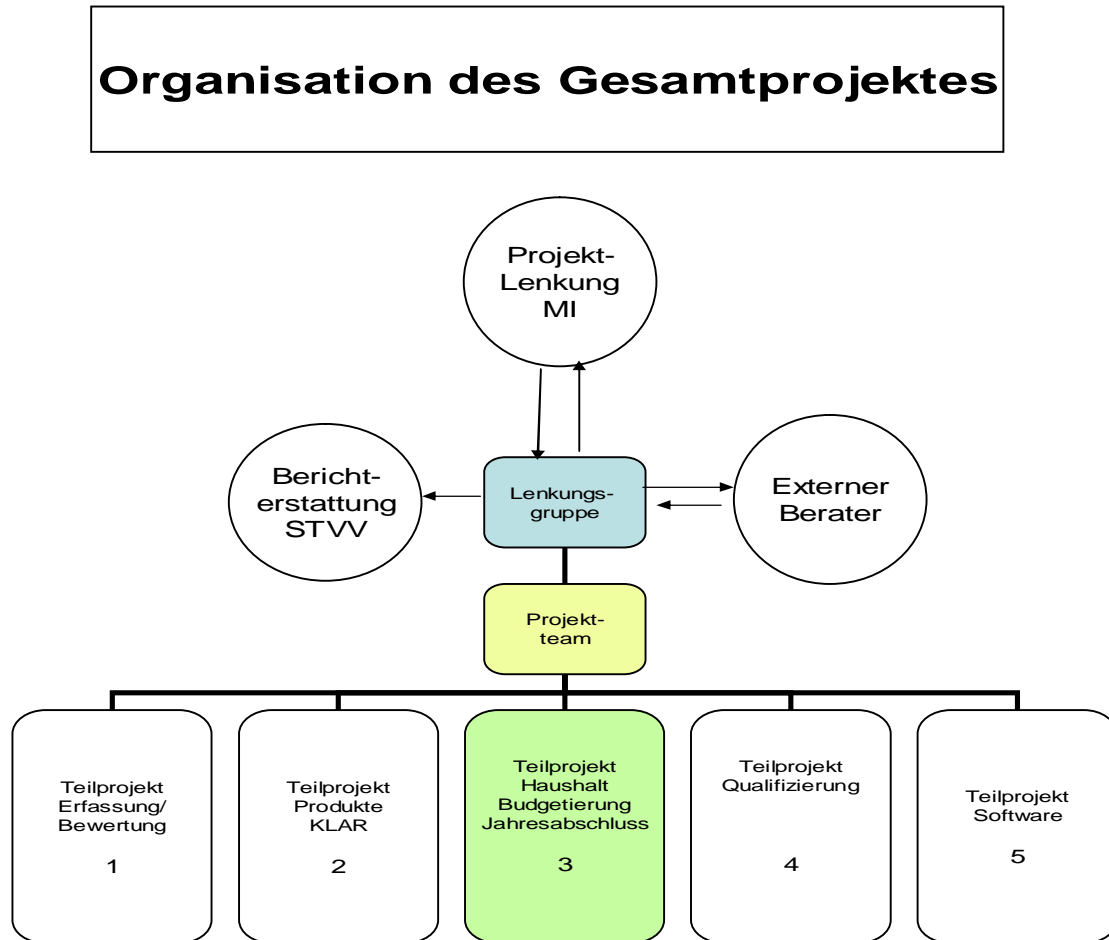 Organisation des Gesamtprojektes
Projekt-
Lenkung
MI
Bericht-
erstattung
STVV
Lenkungs-
gruppe
Externer
Berater
Projekt-
team
Teilprojekt
Erfassung/
Bewertung
1
Teilprojekt
Produkte
KLAR
2
Teilprojekt
Haushalt
Budgetierung
Jahresabschluss
3
Teilprojekt
Qualifizierung
4
Teilprojekt
Software
5